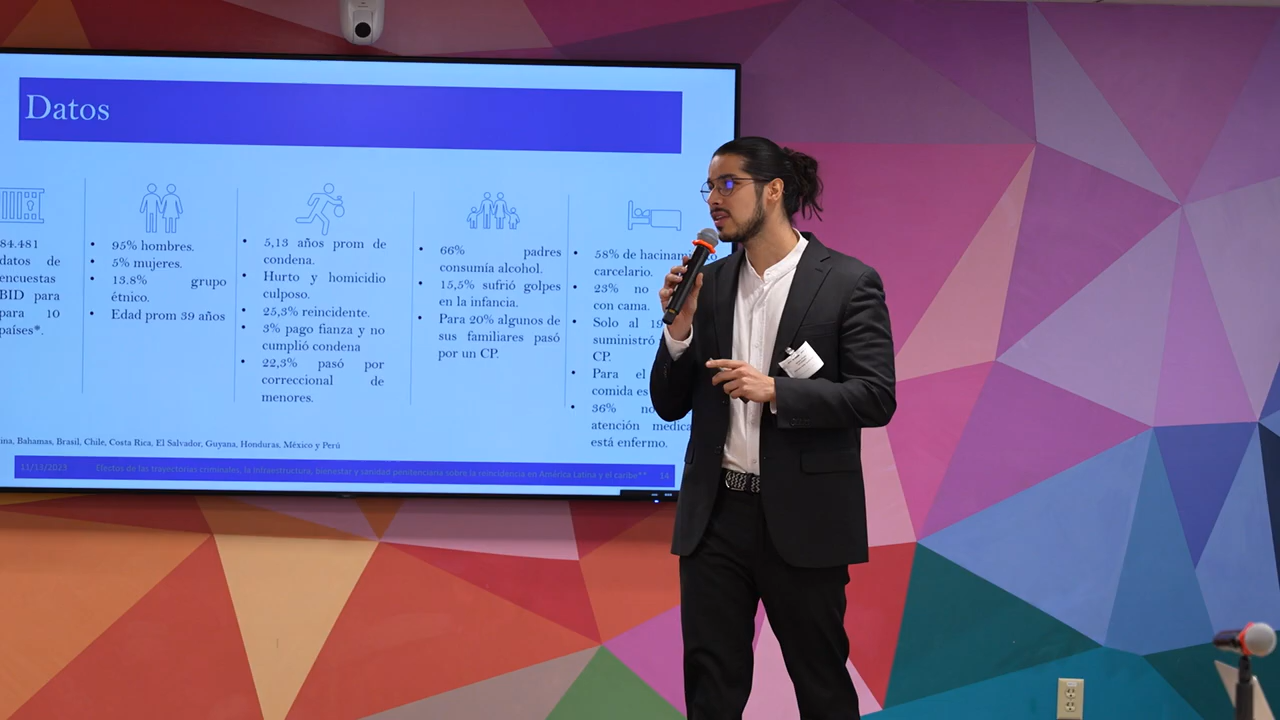 Datos
84.481
datos de
encuestas
BID para
para 10
países*.
• 95% hombres.
• 5% mujeres.
• 13.8% grupo
étnico.
• Edad prom 39 años
• 5,13 años prom de
condena.
• Hurto y homicidio
culposo.
• 25,3% reincidente.
• 3% pago fianza y no
cumplió condena
• 22,3% pasó por
correccional de
menores.
• 66% padres
consumía alcohol.
• 15,5% sufrió golpes
en la infancia.
• Para 20% algunos de
sus familiares pasó
por un CP.
• 58% de
carcelario.
• 23% no
con cama.
• Solo al
suministró
CP.
• Para el
comida es
• 36% no
atención
está enfermo.
Bahamas, Brasil, Chile, Costa Rica, El Salvador, Guyana, Honduras, México y Perú
11/13/2023 Efectos de las trayectorias criminales, la infraestructura, bienestar y sanidad penitenciaria sobre la reincidencia en América Latina y el caribe** 14